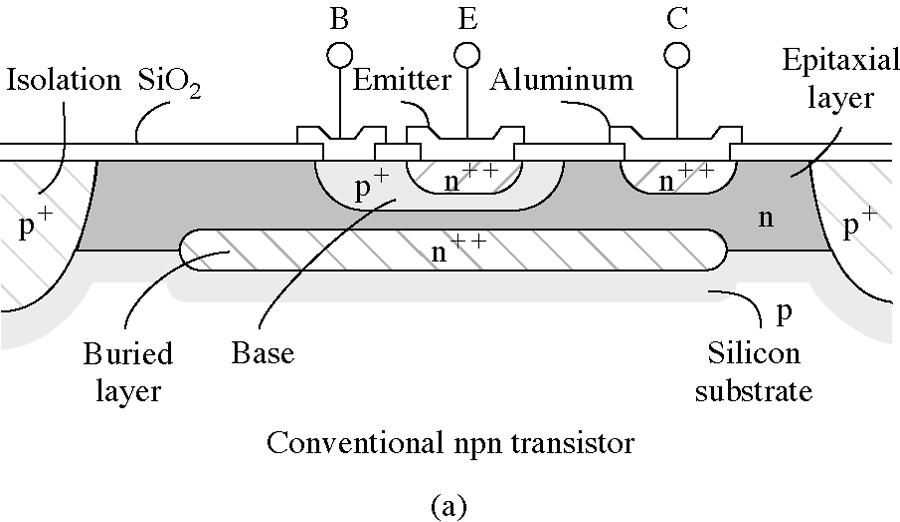 B E C
Isolation SiO₂ Emitter Aluminum Epitaxial
layer
p⁺ p⁺ n⁺⁺ n⁺⁺ n p⁺
n⁺⁺
p
Buried
layer
Base
Silicon
substrate
Conventional npn transistor
(a)